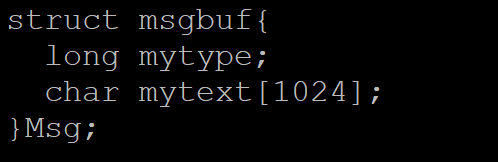 struct msgbuf{
  long mytype;
  char mytext[1024];
}Msg;